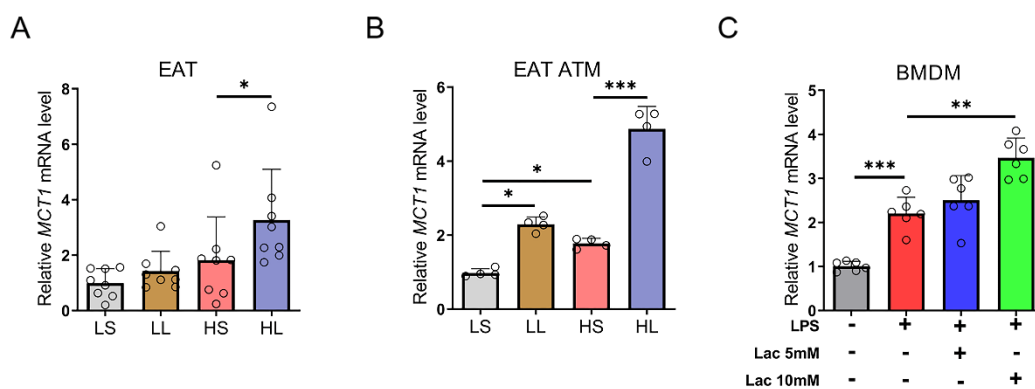 A
EAT
Relative MCT1 mRNA level
8
6
4
2
0
*
LS LL HS HL
B
EAT ATM
Relative MCT1 mRNA level
6
4
2
0
*
*
***
LS LL HS HL
C
BMDM
Relative MCT1 mRNA level
5
4
3
2
1
0
***
**
LPS - + + +
Lac 5mM - - + -
Lac 10mM - - - +